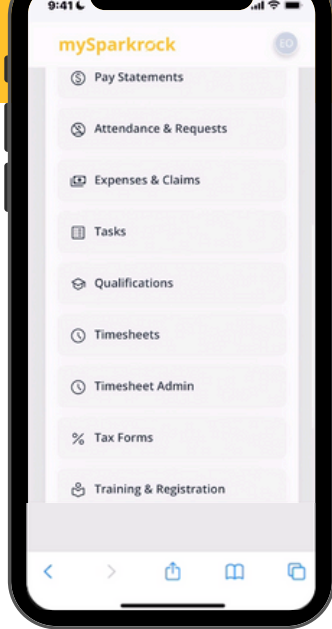 9:41
mySparkrock
EO
Pay Statements
Attendance & Requests
Expenses & Claims
Tasks
Qualifications
Timesheets
Timesheet Admin
Tax Forms
Training & Registration